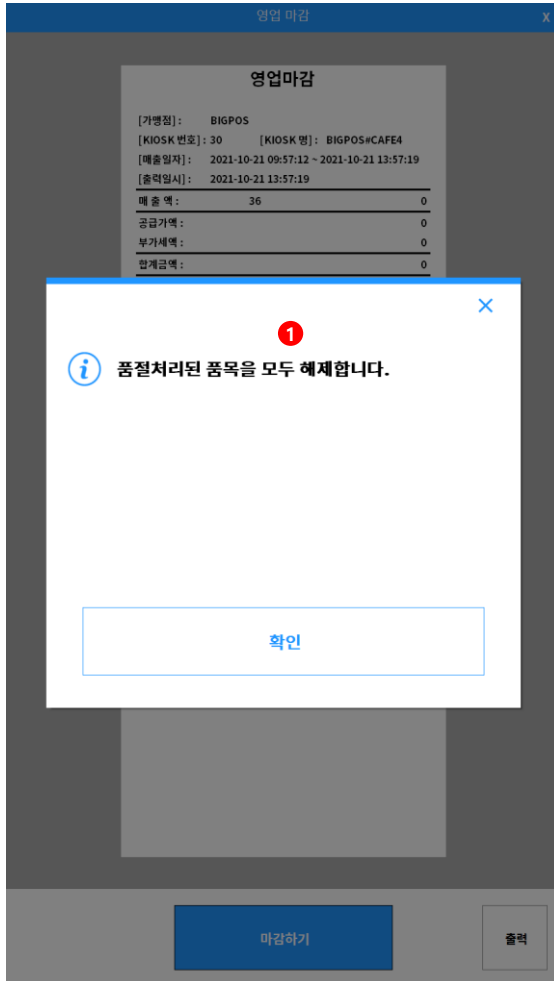 영업 마감 X
영업마감
[가맹점] : BIGPOS
[KIOSK 번호] : 30 [KIOSK 명] : BIGPOS#CAFE4
[매출일자] : 2021-10-21 09:57:12 ~ 2021-10-21 13:57:19
[출력일시] : 2021-10-21 13:57:19
매 출 액 : 36 0
공급가액 : 0
부가세액 : 0
합계금액 : 0
1
품절처리된 품목을 모두 해제합니다.
확인
마감하기 출력